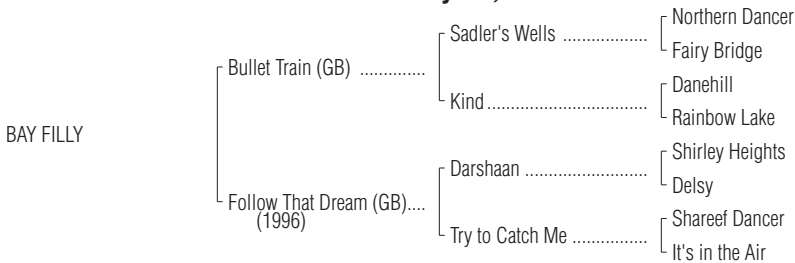 Northern Dancer
Sadler's Wells ..................
Fairy Bridge
Bullet Train (GB) ..............
Danehill
Kind..................................
Rainbow Lake
BAY FILLY
Shirley Heights
Darshaan ..........................
Delsy
Follow That Dream (GB)....
(1996)
Shareef Dancer
Try to Catch Me ................
It's in the Air